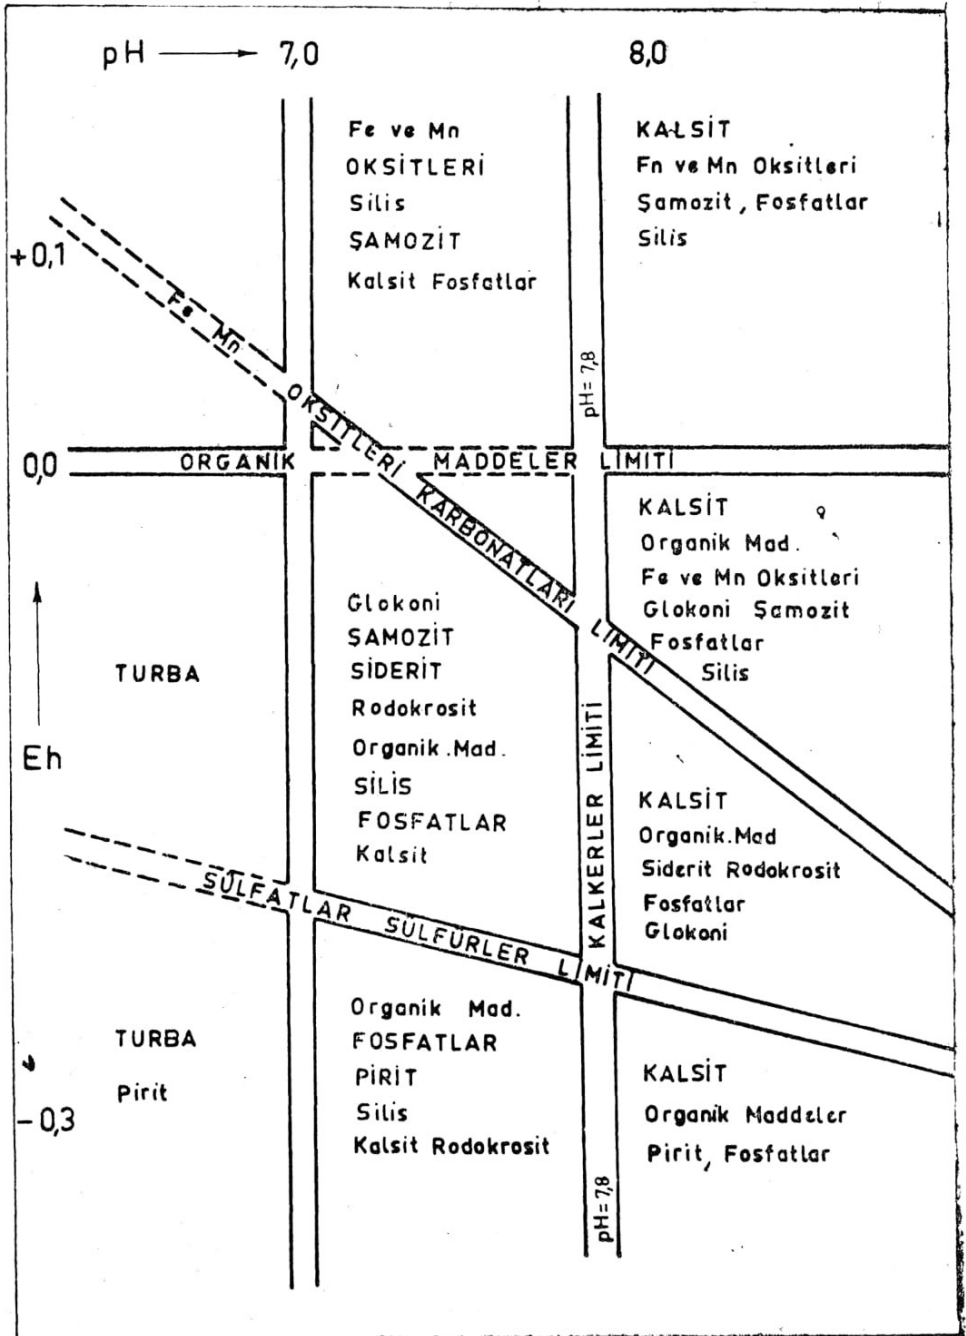 pH → 7,0 8,0
Fe ve Mn
OKSİTLERİ
Silis
ŞAMOZİT
Kalsit Fosfatlar
KALSİT
Fn ve Mn Oksitleri
Şamozit, Fosfatlar
Silis
+0,1
Fe Mn OKSİTLERİ KARBONATLARI LİMİTİ
pH=7,8
0,0
ORGANİK MADDELER LİMİTİ
KALSİT
Organik Mad.
Fe ve Mn Oksitleri
Glokoni Şamozit
Fosfatlar
Silis
TURBA
Glokoni
ŞAMOZİT
SİDERİT
Rodokrosit
Organik.Mad.
SİLİS
FOSFATLAR
Kalsit
Eh
KALKERLER LİMİTİ
KALSİT
Organik.Mad
Siderit Rodokrosit
Fosfatlar
Glokoni
SÜLFATLAR SÜLFÜRLER LİMİTİ
TURBA
Pirit
-0,3
Organik Mad.
FOSFATLAR
PİRİT
Silis
Kalsit Rodokrosit
KALSİT
Organik Maddeler
Pirit, Fosfatlar
pH=7,8